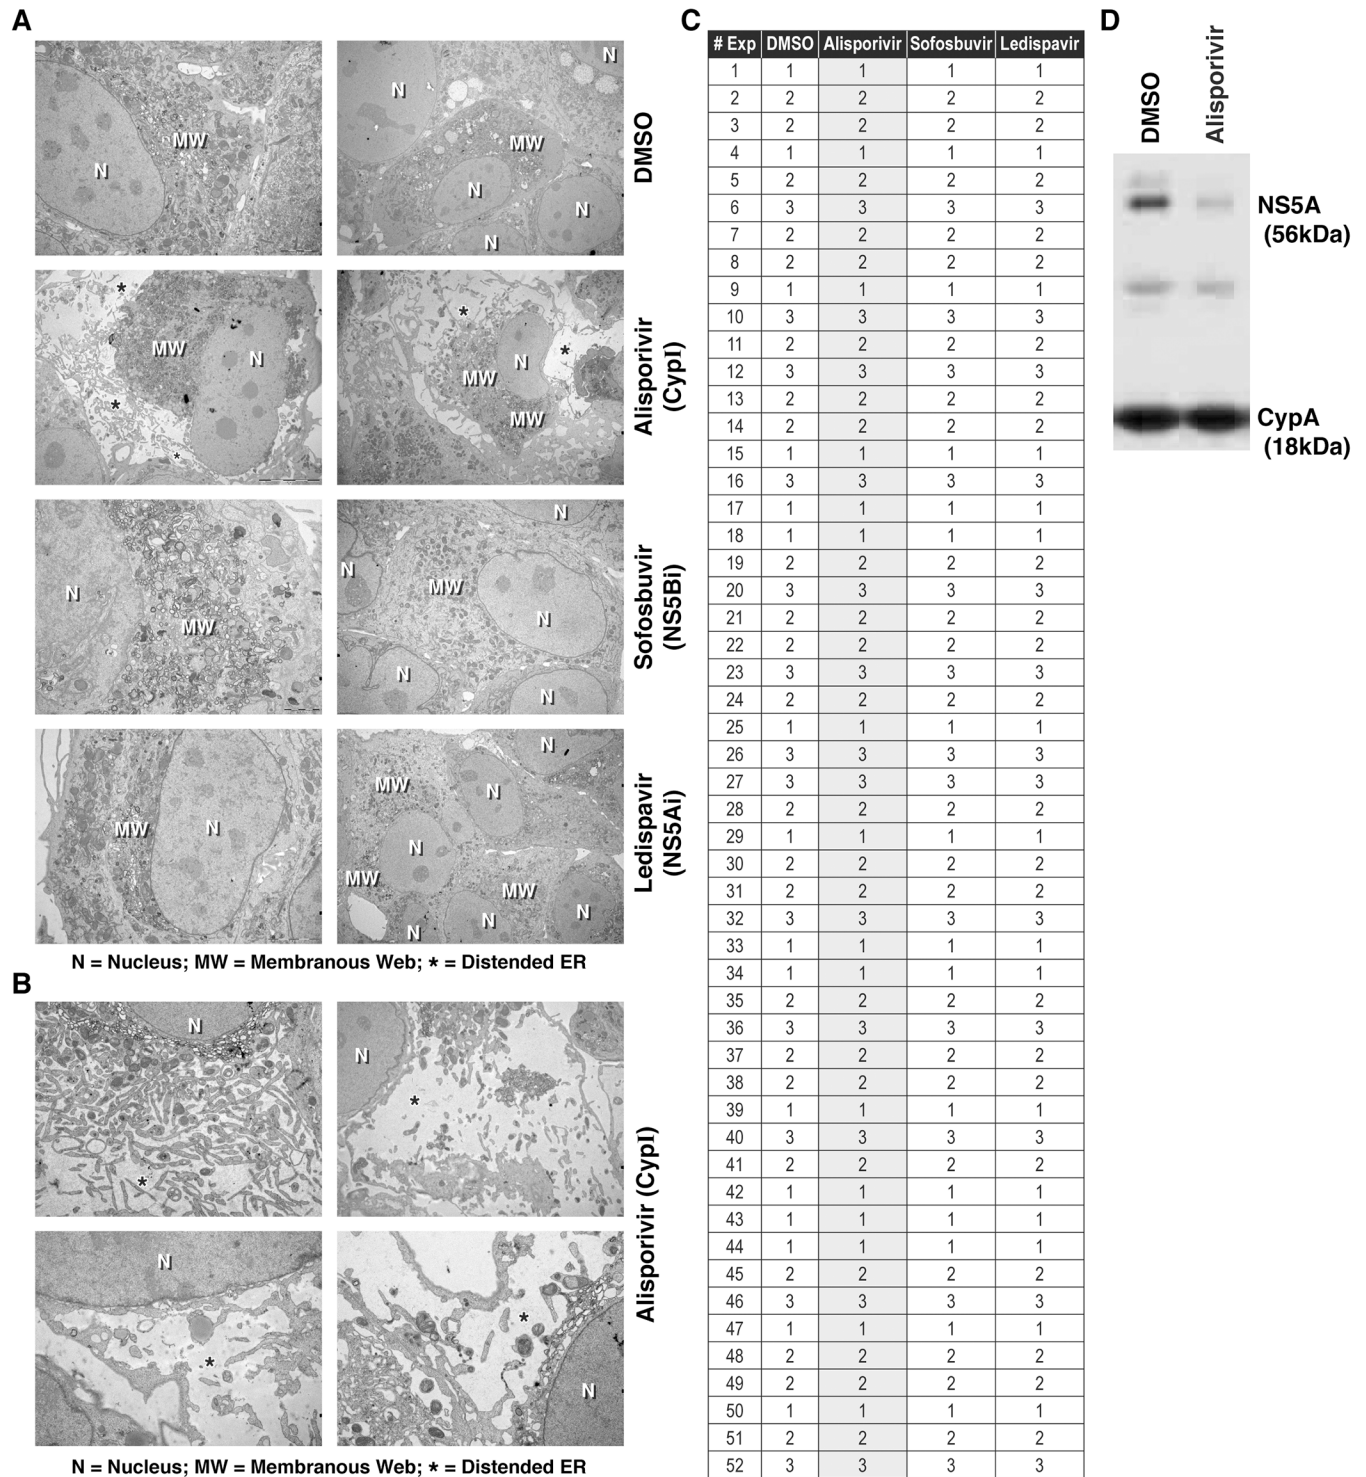 A
N
MW
N
MW
N
N
N
N
DMSO
*
MW
N
*
*
*
N
*
MW
MW
Alisporivir
(CypI)
N
MW
N
N
MW
N
N
N
Sofosbuvir
(NS5Bi)
MW
N
N
MW
N
N
MW
MW
N
N
N
Ledispavir
(NS5Ai)
N = Nucleus; MW = Membranous Web; * = Distended ER
B
N
*
N
*
N
*
*
N
Alisporivir (CypI)
N = Nucleus; MW = Membranous Web; * = Distended ER
C
# Exp DMSO Alisporivir Sofosbuvir Ledispavir
1 1 1 1 1
2 2 2 2 2
3 2 2 2 2
4 1 1 1 1
5 2 2 2 2
6 3 3 3 3
7 2 2 2 2
8 2 2 2 2
9 1 1 1 1
10 3 3 3 3
11 2 2 2 2
12 3 3 3 3
13 2 2 2 2
14 2 2 2 2
15 1 1 1 1
16 3 3 3 3
17 1 1 1 1
18 1 1 1 1
19 2 2 2 2
20 3 3 3 3
21 2 2 2 2
22 2 2 2 2
23 3 3 3 3
24 2 2 2 2
25 1 1 1 1
26 3 3 3 3
27 3 3 3 3
28 2 2 2 2
29 1 1 1 1
30 2 2 2 2
31 2 2 2 2
32 3 3 3 3
33 1 1 1 1
34 1 1 1 1
35 2 2 2 2
36 3 3 3 3
37 2 2 2 2
38 2 2 2 2
39 1 1 1 1
40 3 3 3 3
41 2 2 2 2
42 1 1 1 1
43 1 1 1 1
44 1 1 1 1
45 2 2 2 2
46 3 3 3 3
47 1 1 1 1
48 2 2 2 2
49 2 2 2 2
50 1 1 1 1
51 2 2 2 2
52 3 3 3 3
D
DMSO
Alisporivir
NS5A
(56kDa)
CypA
(18kDa)